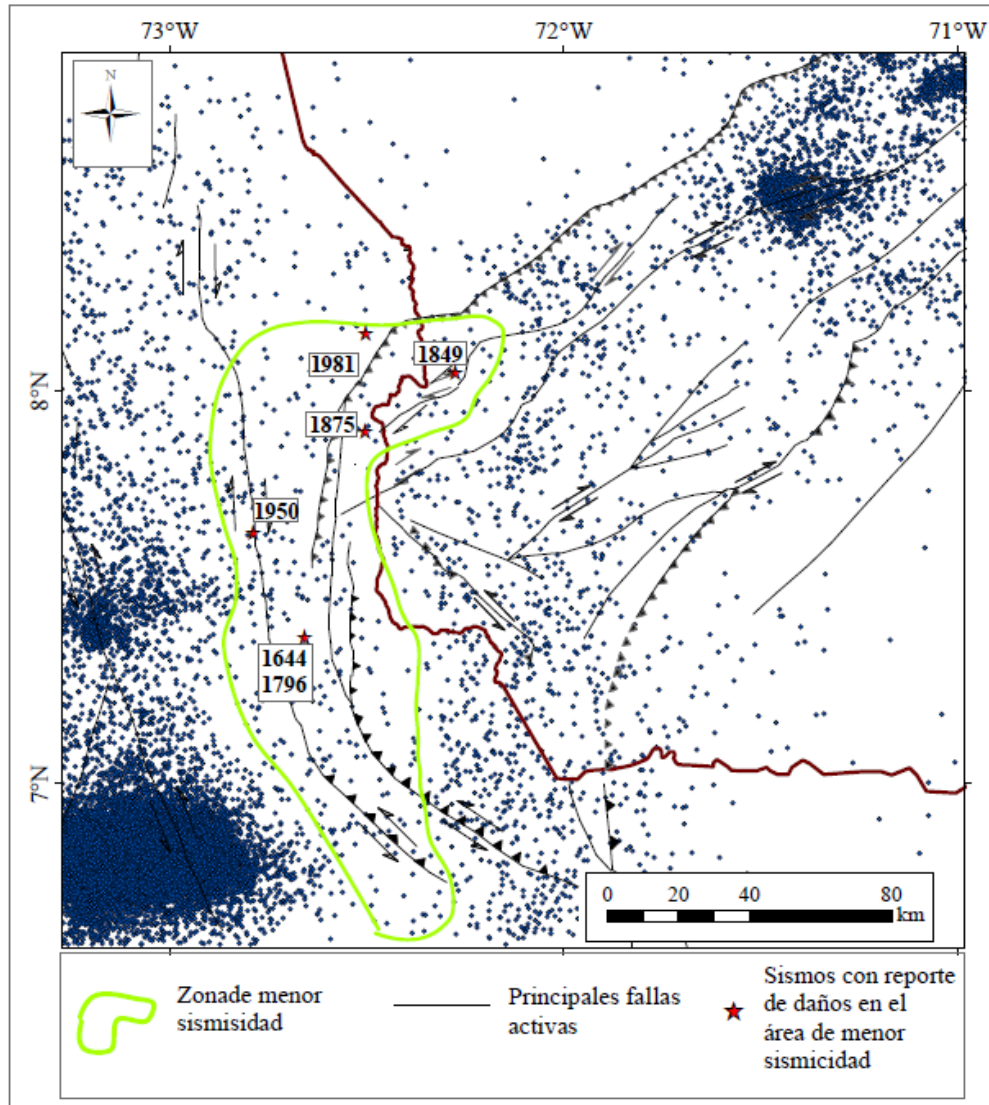 73°W
72°W
71°W
N
8°N
7°N
1981
1849
1875
1950
1644
1796
0
20
40
60
80
km
Zonade menor
sismisidad
Principales fallas
activas
Sismos con reporte
de daños en el
área de menor
sismicidad